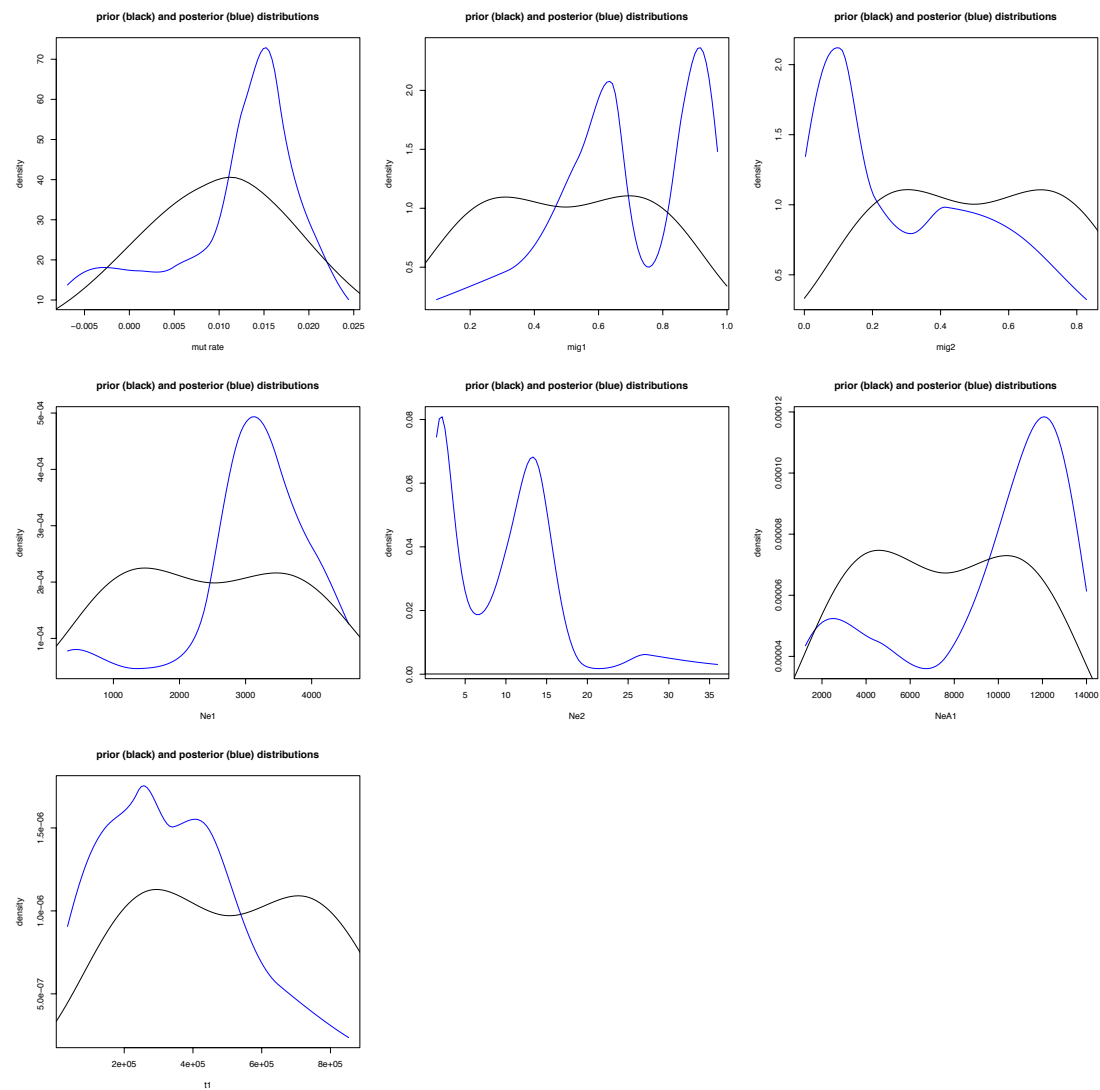 prior (black) and posterior (blue) distributions
prior (black) and posterior (blue) distributions
prior (black) and posterior (blue) distributions
density
10 20 30 40 50 60 70
−0.005 0.000 0.005 0.010 0.015 0.020 0.025
mut rate
density
0.5 1.0 1.5 2.0
0.2 0.4 0.6 0.8 1.0
mig1
density
0.5 1.0 1.5 2.0
0.0 0.2 0.4 0.6 0.8
mig2
prior (black) and posterior (blue) distributions
prior (black) and posterior (blue) distributions
prior (black) and posterior (blue) distributions
density
1e−04 2e−04 3e−04 4e−04 5e−04
1000 2000 3000 4000
Ne1
density
0.00 0.02 0.04 0.06 0.08
5 10 15 20 25 30 35
Ne2
density
0.00004 0.00006 0.00008 0.00010 0.00012
2000 4000 6000 8000 10000 12000 14000
NeA1
prior (black) and posterior (blue) distributions
density
5.0e−07 1.0e−06 1.5e−06
2e+05 4e+05 6e+05 8e+05
t1